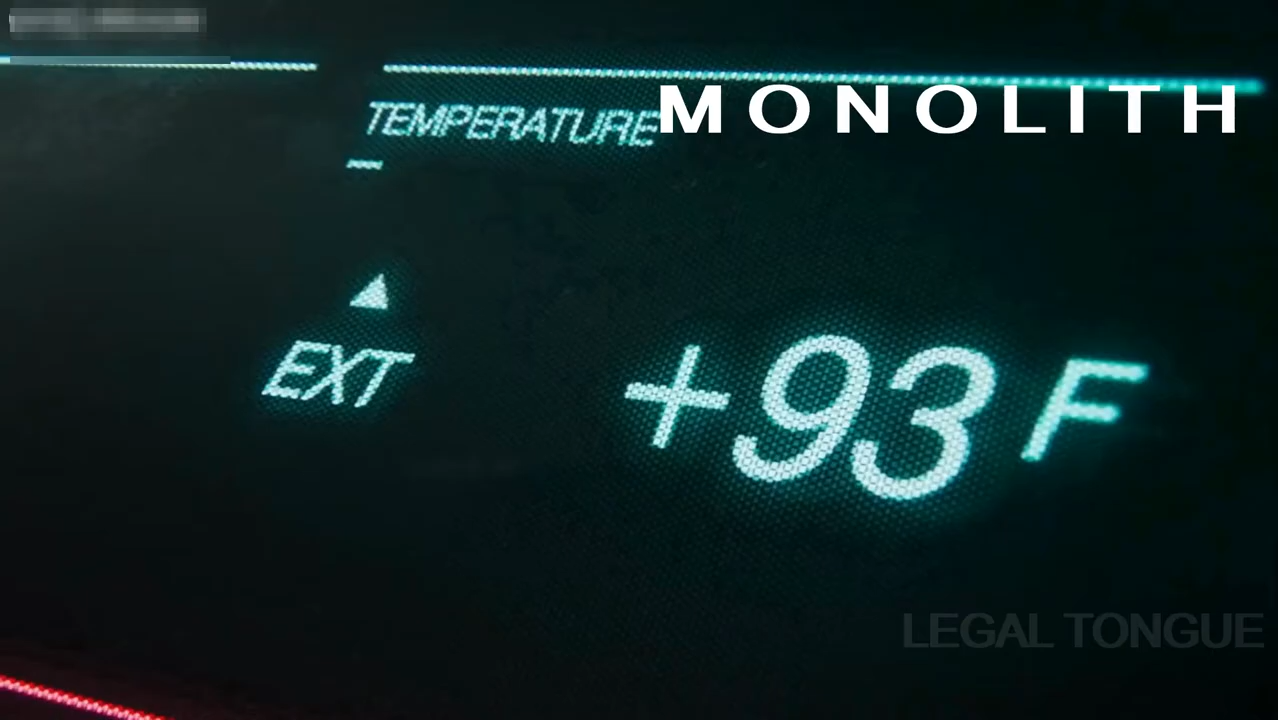 MONOLITH
TEMPERATURE
EXT
+93 F
LEGAL TONGUE